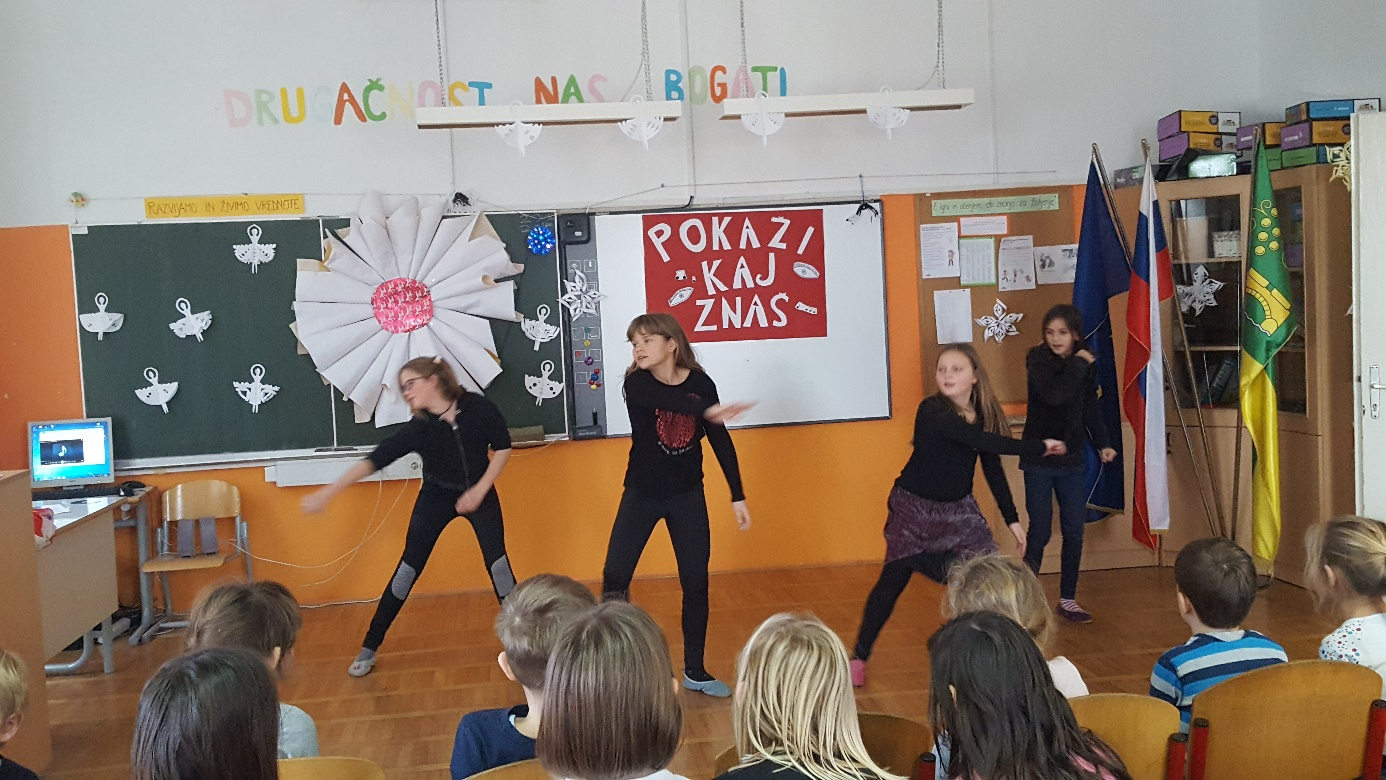 DRUGAČNOST NAS BOGATI
RAZVIJAMO IN ŽIVIMO VREDNOTE
POKAŽI
KAJ
ZNAŠ